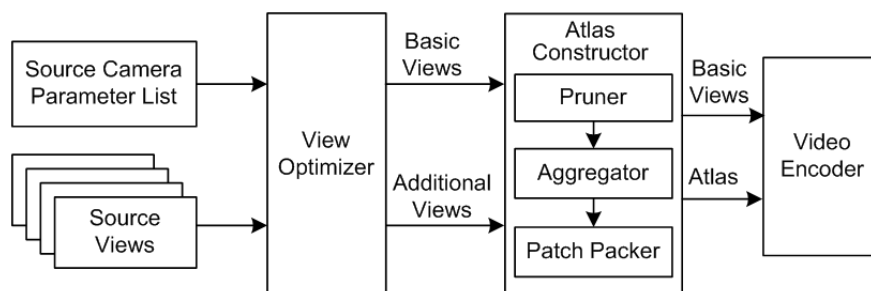 Source Camera
Parameter List
Source
Views
View
Optimizer
Basic
Views
Additional
Views
Atlas
Constructor
Pruner
Aggregator
Patch Packer
Basic
Views
Atlas
Video
Encoder